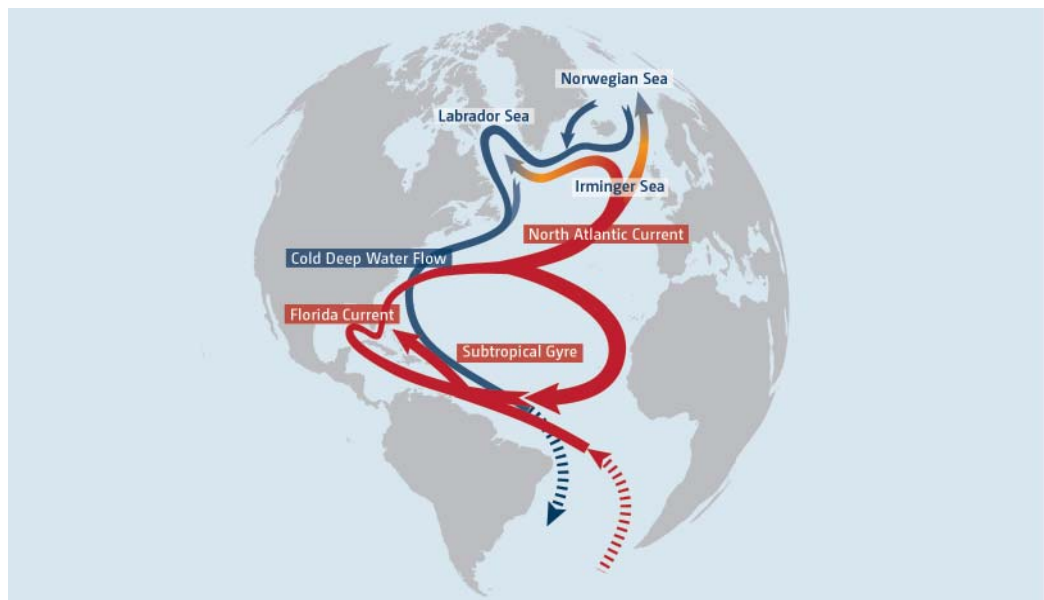 Norwegian Sea
Labrador Sea
Irminger Sea
North Atlantic Current
Cold Deep Water Flow
Florida Current
Subtropical Gyre